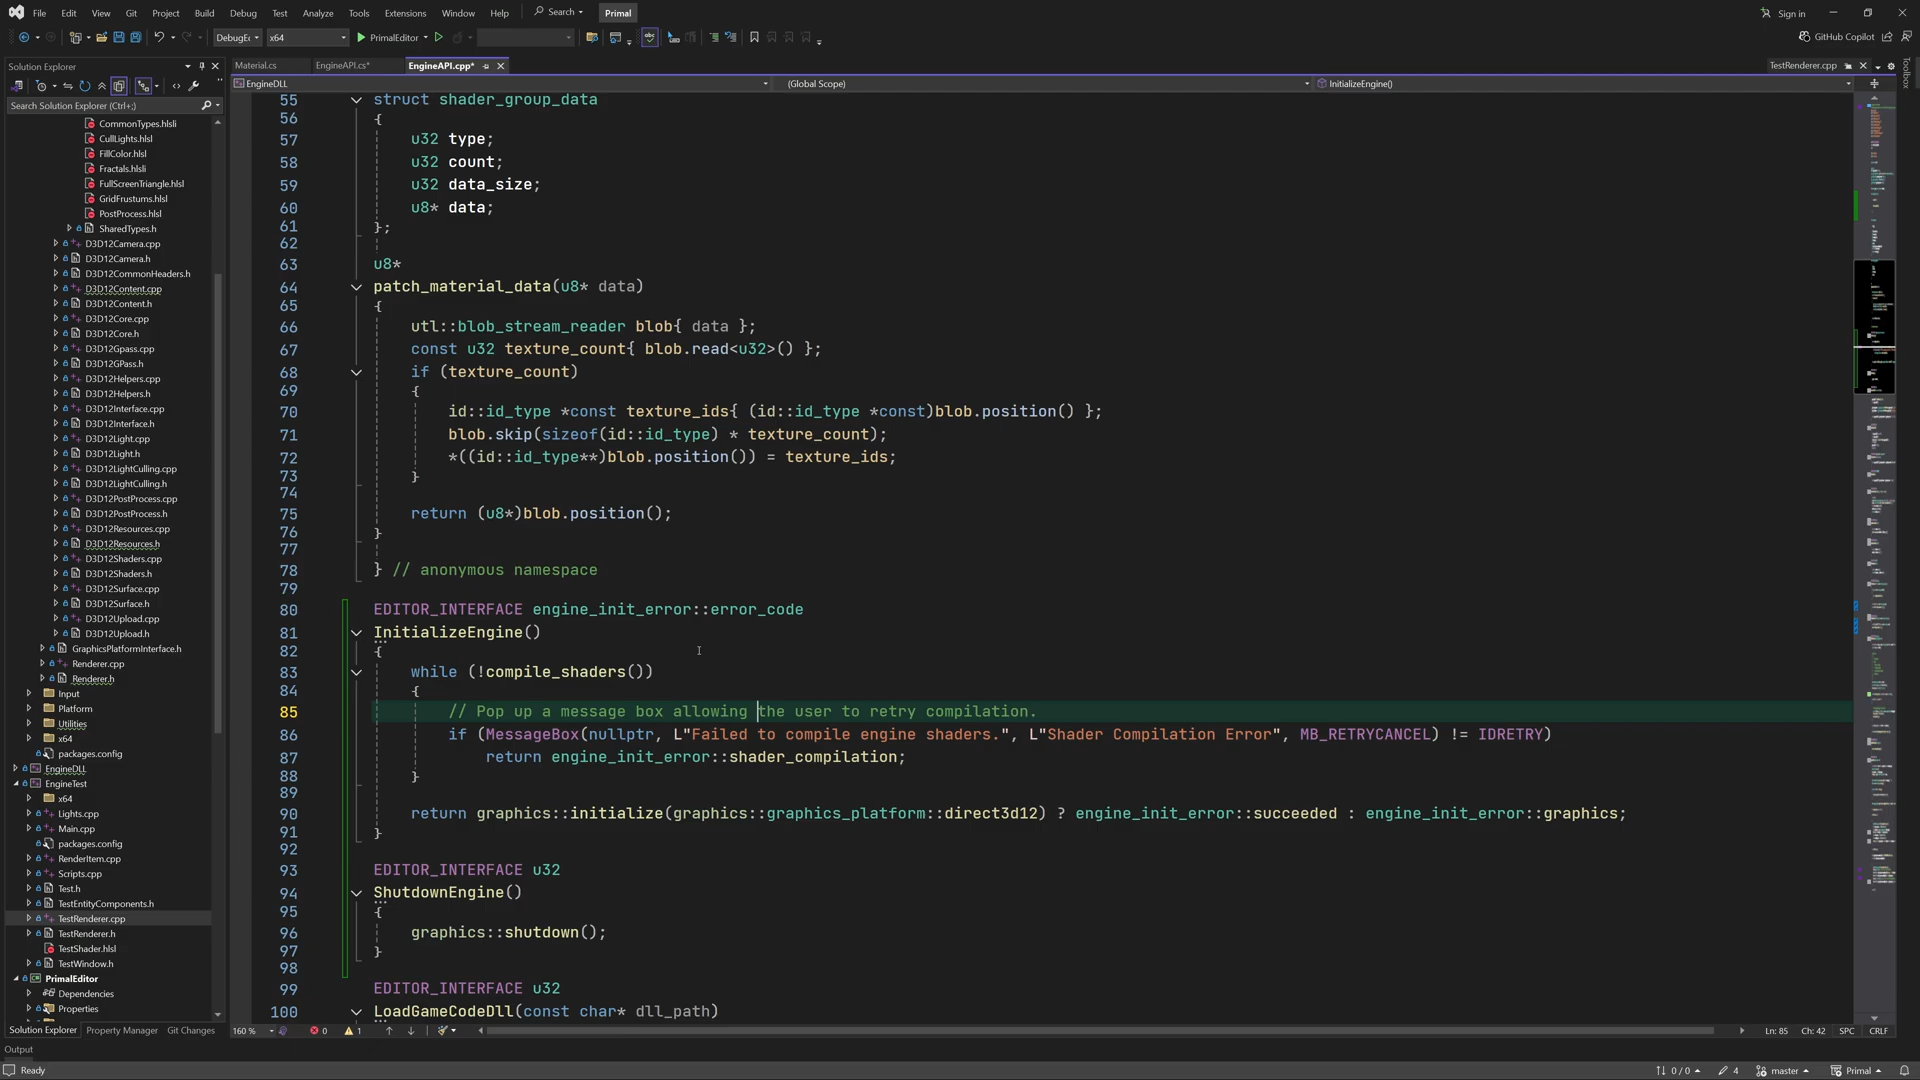 File Edit View Git Project Build Debug Test Analyze Tools Extensions Window Help Search Primal Sign in
DebugEc x64 PrimalEditor GitHub Copilot
Solution Explorer
Material.cs EngineAPI.cs* EngineAPI.cpp* TestRenderer.cpp Toolbox
EngineDLL (Global Scope) InitializeEngine()
Search Solution Explorer (Ctrl+;)
CommonTypes.hlsli
CullLights.hlsl
FillColor.hlsl
Fractals.hlsli
FullScreenTriangle.hlsl
GridFrustums.hlsl
PostProcess.hlsl
SharedTypes.h
D3D12Camera.cpp
D3D12Camera.h
D3D12CommonHeaders.h
D3D12Content.cpp
D3D12Content.h
D3D12Core.cpp
D3D12Core.h
D3D12Gpass.cpp
D3D12GPass.h
D3D12Helpers.cpp
D3D12Helpers.h
D3D12Interface.cpp
D3D12Interface.h
D3D12Light.cpp
D3D12Light.h
D3D12LightCulling.cpp
D3D12LightCulling.h
D3D12PostProcess.cpp
D3D12PostProcess.h
D3D12Resources.cpp
D3D12Resources.h
D3D12Shaders.cpp
D3D12Shaders.h
D3D12Surface.cpp
D3D12Surface.h
D3D12Upload.cpp
D3D12Upload.h
GraphicsPlatformInterface.h
Renderer.cpp
Renderer.h
Input
Platform
Utilities
x64
packages.config
EngineDLL
EngineTest
x64
Lights.cpp
Main.cpp
packages.config
RenderItem.cpp
Scripts.cpp
Test.h
TestEntityComponents.h
TestRenderer.cpp
TestRenderer.h
TestShader.hlsl
TestWindow.h
PrimalEditor
Dependencies
Properties
55 struct shader_group_data
56 {
57 u32 type;
58 u32 count;
59 u32 data_size;
60 u8* data;
61 };
62
63 u8*
64 patch_material_data(u8* data)
65 {
66 utl::blob_stream_reader blob{ data };
67 const u32 texture_count{ blob.read<u32>() };
68 if (texture_count)
69 {
70 id::id_type *const texture_ids{ (id::id_type *const)blob.position() };
71 blob.skip(sizeof(id::id_type) * texture_count);
72 *((id::id_type**)blob.position()) = texture_ids;
73 }
74
75 return (u8*)blob.position();
76 }
77
78 } // anonymous namespace
79
80 EDITOR_INTERFACE engine_init_error::error_code
81 InitializeEngine()
82 {
83 while (!compile_shaders())
84 {
85 // Pop up a message box allowing the user to retry compilation.
86 if (MessageBox(nullptr, L"Failed to compile engine shaders.", L"Shader Compilation Error", MB_RETRYCANCEL) != IDRETRY)
87 return engine_init_error::shader_compilation;
88 }
89
90 return graphics::initialize(graphics::graphics_platform::direct3d12) ? engine_init_error::succeeded : engine_init_error::graphics;
91 }
92
93 EDITOR_INTERFACE u32
94 ShutdownEngine()
95 {
96 graphics::shutdown();
97 }
98
99 EDITOR_INTERFACE u32
100 LoadGameCodeDll(const char* dll_path)
Solution Explorer Property Manager Git Changes
160 % 0 1 Ln: 85 Ch: 42 SPC CRLF
Output
Ready 0 / 0 4 master Primal